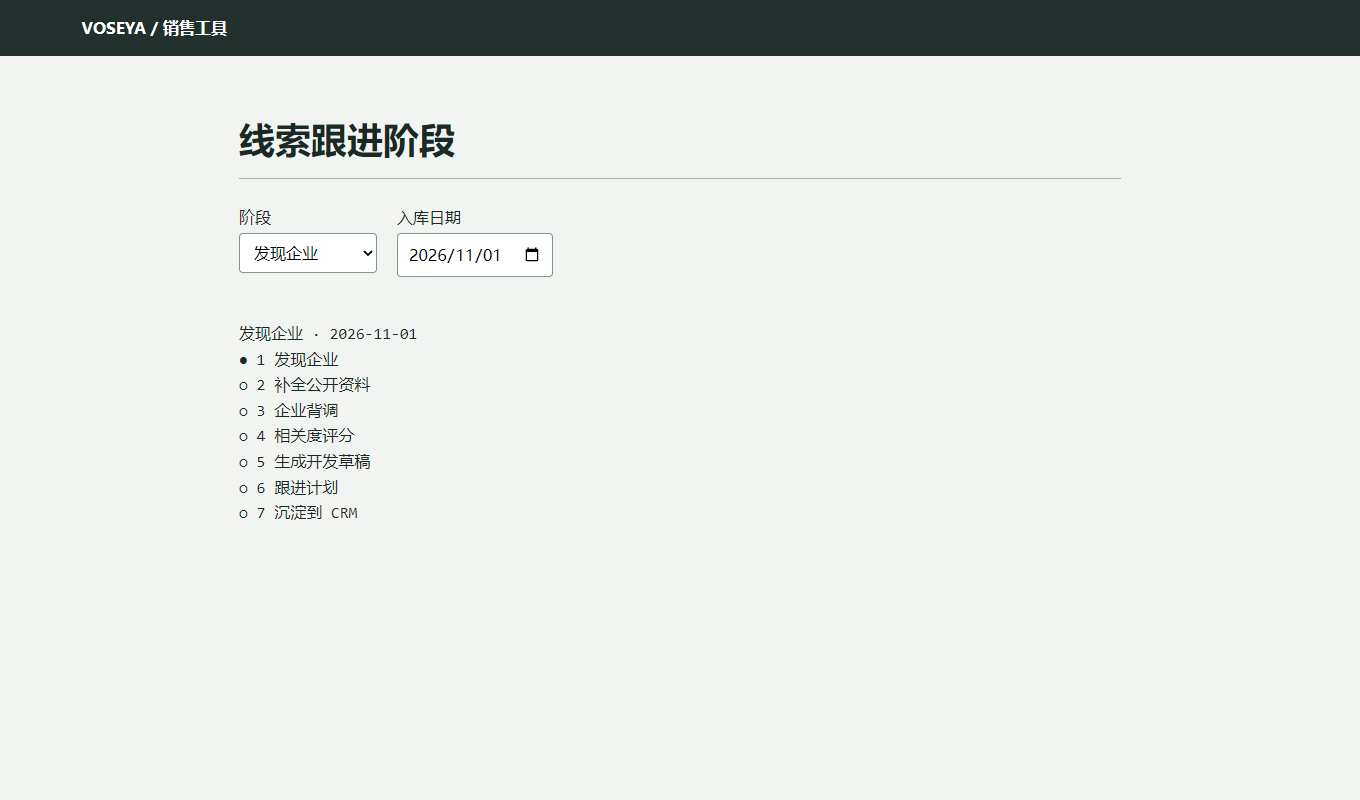 VOSEYA / 销售工具
线索跟进阶段
阶段 入库日期
发现企业 2026/11/01
发现企业 · 2026-11-01
● 1 发现企业
○ 2 补全公开资料
○ 3 企业背调
○ 4 相关度评分
○ 5 生成开发草稿
○ 6 跟进计划
○ 7 沉淀到 CRM